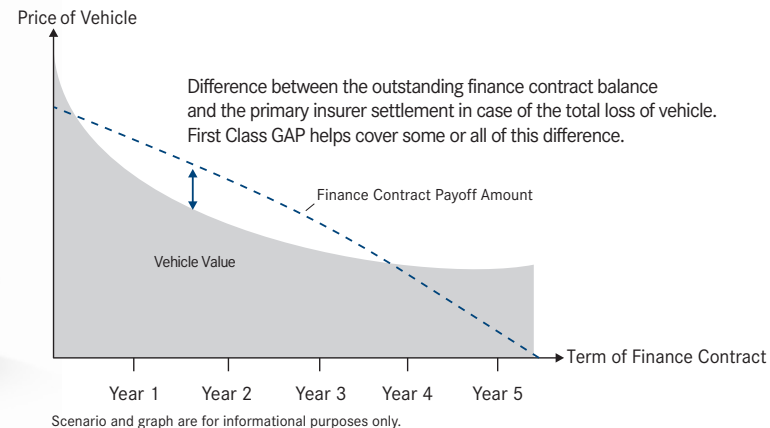 Price of Vehicle
Difference between the outstanding finance contract balance
and the primary insurer settlement in case of the total loss of vehicle.
First Class GAP helps cover some or all of this difference.
Finance Contract Payoff Amount
Vehicle Value
Term of Finance Contract
Year 1 Year 2 Year 3 Year 4 Year 5
Scenario and graph are for informational purposes only.